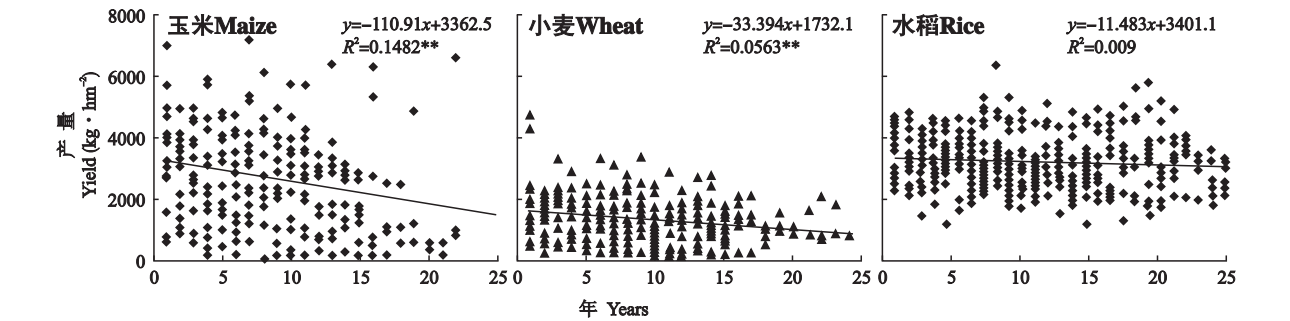 玉米Maize
y=−110.91x+3362.5
R²=0.1482**
小麦Wheat
y=−33.394x+1732.1
R²=0.0563**
水稻Rice
y=−11.483x+3401.1
R²=0.009
8000
6000
4000
2000
0
产 量
Yield (kg·hm⁻²)
0 5 10 15 20 25
0 5 10 15 20 25
0 5 10 15 20 25
年 Years